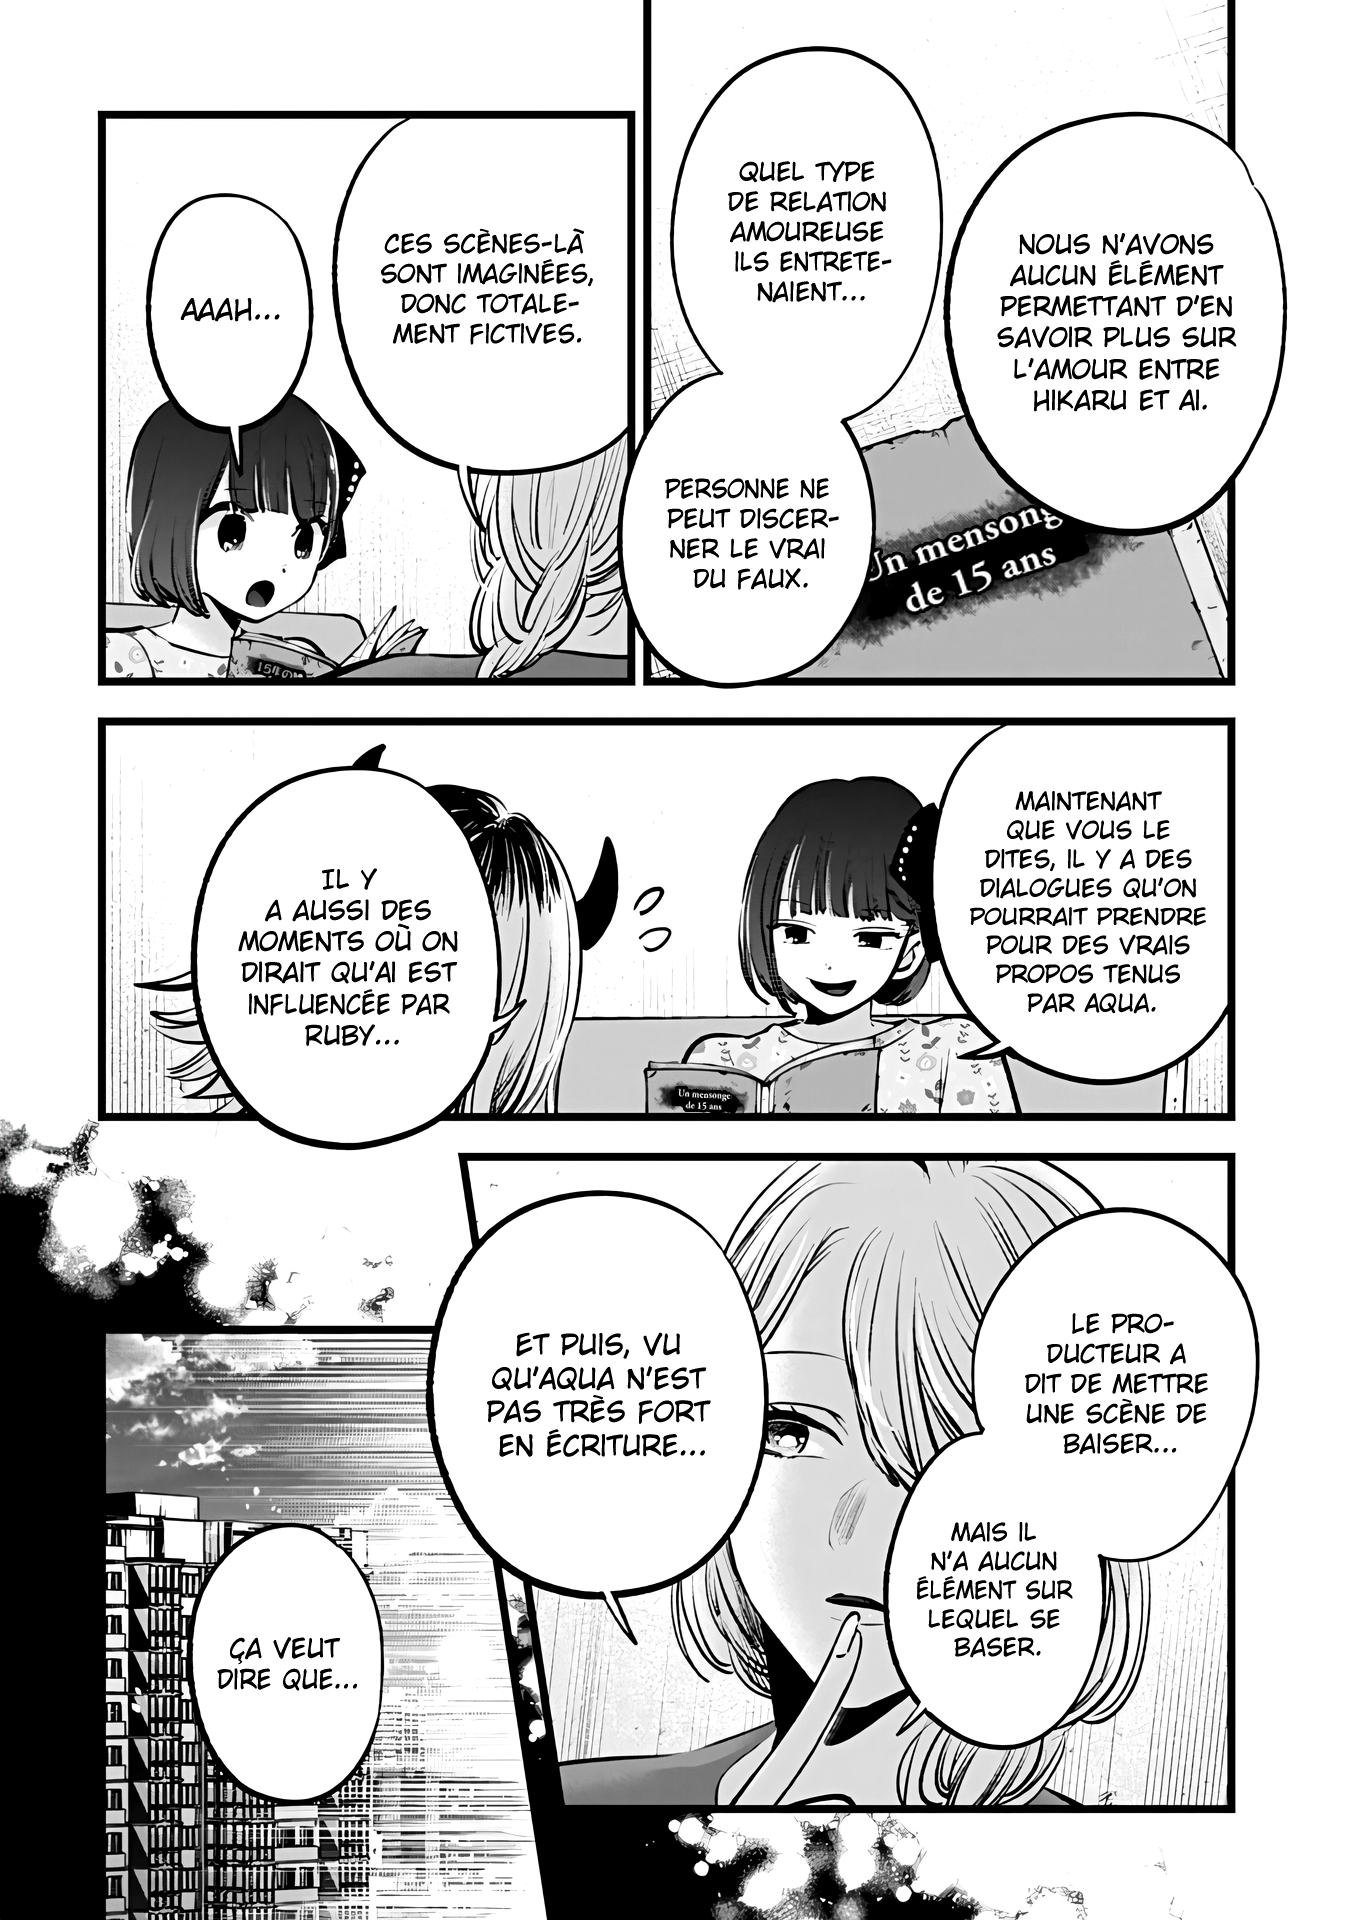 NOUS N'AVONS
AUCUN ÉLÉMENT
PERMETTANT D'EN
SAVOIR PLUS SUR
L'AMOUR ENTRE
HIKARU ET AI.
QUEL TYPE
DE RELATION
AMOUREUSE
ILS ENTRETE-
NAIENT...
PERSONNE NE
PEUT DISCER-
NER LE VRAI
DU FAUX.
Un mensonge
de 15 ans
CES SCÈNES-LÀ
SONT IMAGINÉES,
DONC TOTALE-
MENT FICTIVES.
AAAH...
15年の
MAINTENANT
QUE VOUS LE
DITES, IL Y A DES
DIALOGUES QU'ON
POURRAIT PRENDRE
POUR DES VRAIS
PROPOS TENUS
PAR AQUA.
Un mensonge
de 15 ans
IL Y
A AUSSI DES
MOMENTS OÙ ON
DIRAIT QU'AI EST
INFLUENCÉE PAR
RUBY...
LE PRO-
DUCTEUR A
DIT DE METTRE
UNE SCÈNE DE
BAISER...
MAIS IL
N'A AUCUN
ÉLÉMENT SUR
LEQUEL SE
BASER.
ET PUIS, VU
QU'AQUA N'EST
PAS TRÈS FORT
EN ÉCRITURE...
ÇA VEUT
DIRE QUE...